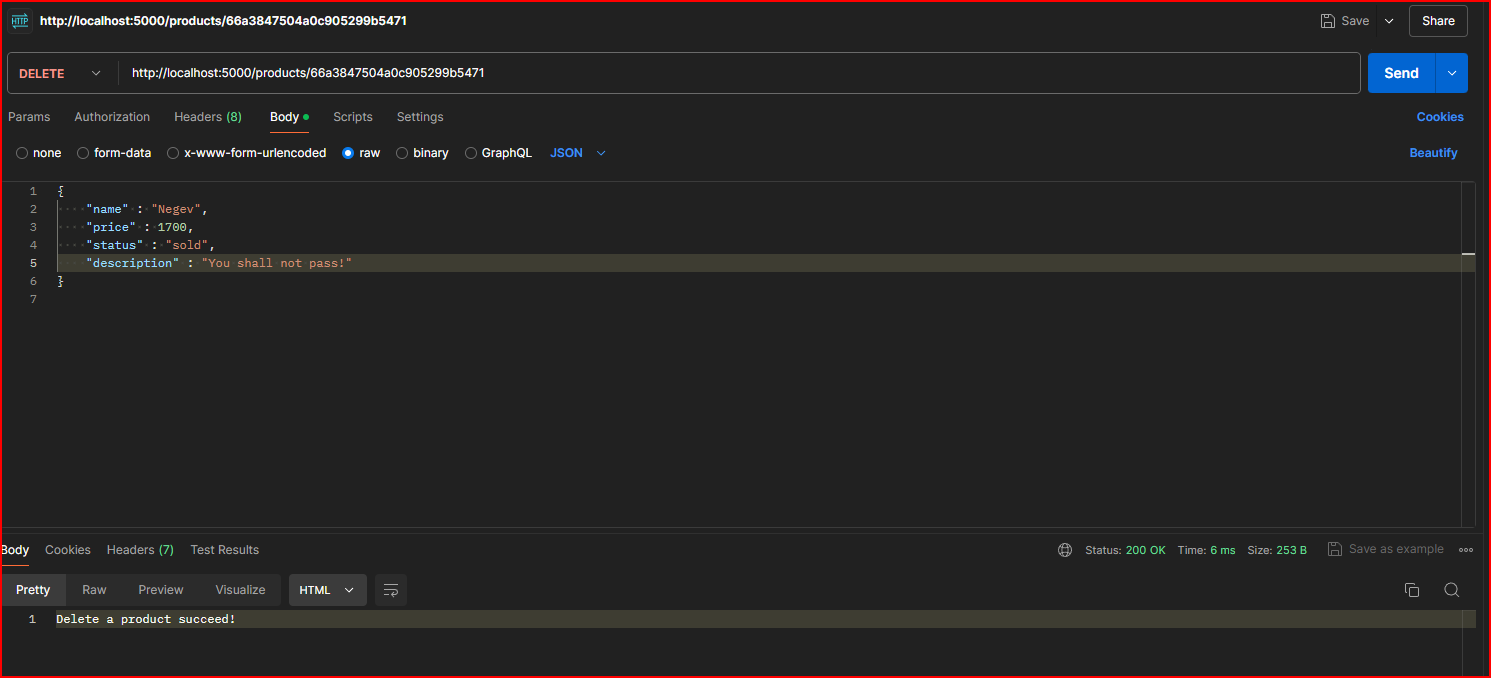 HTTP http://localhost:5000/products/66a3847504a0c905299b5471 Save Share
DELETE http://localhost:5000/products/66a3847504a0c905299b5471 Send
Params Authorization Headers (8) Body Scripts Settings Cookies
none form-data x-www-form-urlencoded raw binary GraphQL JSON Beautify
1 {
2 "name" : "Negev",
3 "price" : 1700,
4 "status" : "sold",
5 "description" : "You shall not pass!"
6 }
7
Body Cookies Headers (7) Test Results Status: 200 OK Time: 6 ms Size: 253 B Save as example
Pretty Raw Preview Visualize HTML
1 Delete a product succeed!